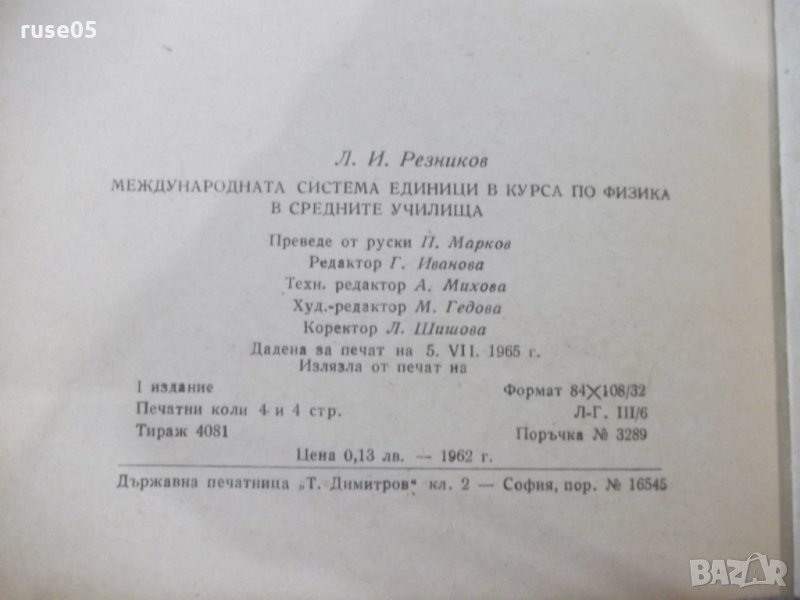 ruse05
Л. И. Резников
МЕЖДУНАРОДНАТА СИСТЕМА ЕДИНИЦИ В КУРСА ПО ФИЗИКА
В СРЕДНИТЕ УЧИЛИЩА
Преведе от руски П. Марков
Редактор Г. Иванова
Техн. редактор А. Михова
Худ.-редактор М. Гедова
Коректор Л. Шишова
Дадена за печат на 5. VII. 1965 г.
Излязла от печат на
I издание Формат 84×108/32
Печатни коли 4 и 4 стр. Л-Г. III/6
Тираж 4081 Поръчка № 3289
Цена 0,13 лв. — 1962 г.
Държавна печатница „Т. Димитров“ кл. 2 — София, пор. № 16545
BAZAR